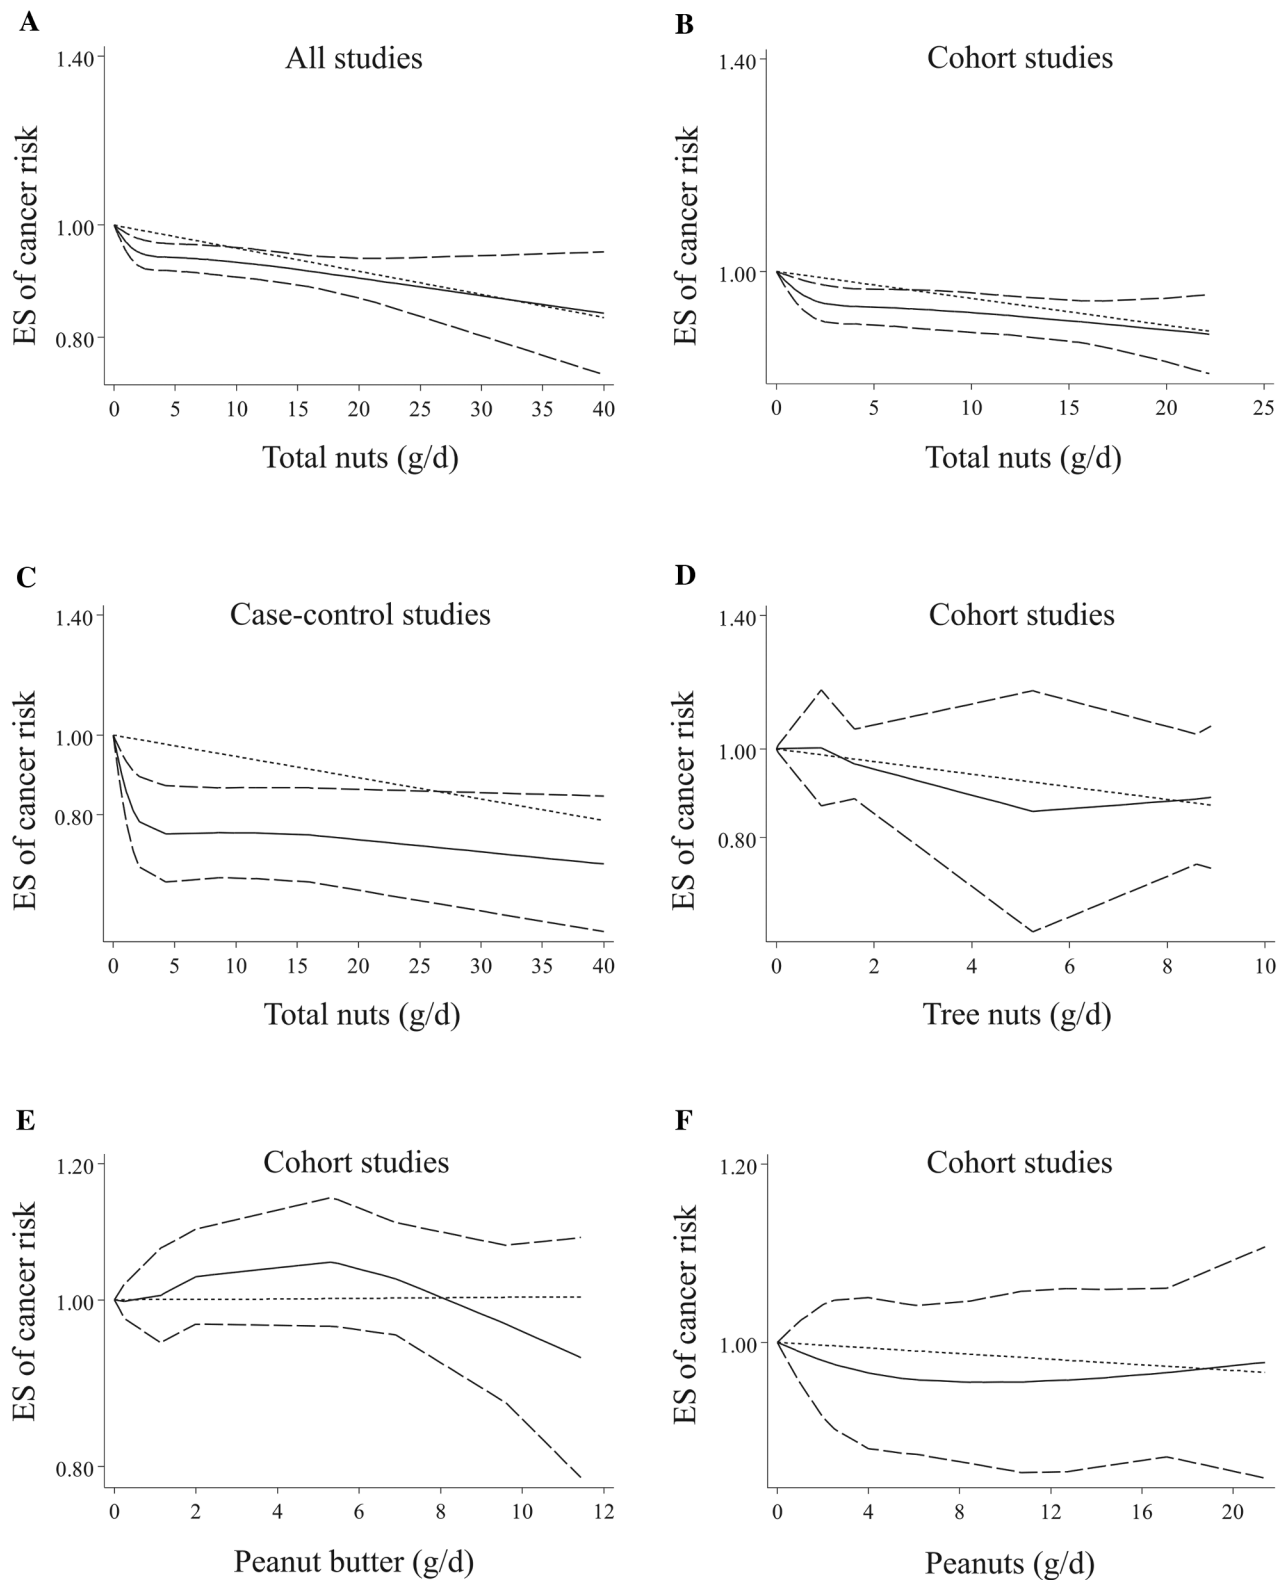 A
All studies
ES of cancer risk
1.40
1.00
0.80
0 5 10 15 20 25 30 35 40
Total nuts (g/d)
B
Cohort studies
ES of cancer risk
1.40
1.00
0 5 10 15 20 25
Total nuts (g/d)
C
Case-control studies
ES of cancer risk
1.40
1.00
0.80
0 5 10 15 20 25 30 35 40
Total nuts (g/d)
D
Cohort studies
ES of cancer risk
1.40
1.00
0.80
0 2 4 6 8 10
Tree nuts (g/d)
E
Cohort studies
ES of cancer risk
1.20
1.00
0.80
0 2 4 6 8 10 12
Peanut butter (g/d)
F
Cohort studies
ES of cancer risk
1.20
1.00
0 4 8 12 16 20
Peanuts (g/d)